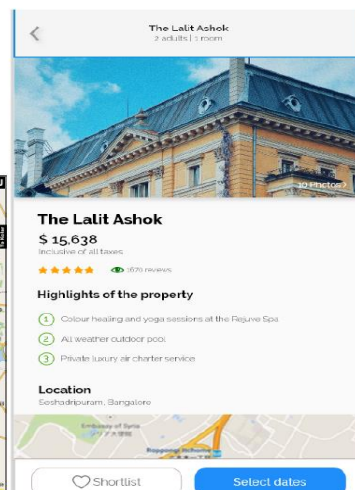 The Lalit Ashok
2 adults | 1 room
10 Photos >
The Lalit Ashok
$ 15,638
Inclusive of all taxes
1670 reviews
Highlights of the property
1 Colour healing and yoga sessions at the Rejuve Spa
2 All weather outdoor pool
3 Private luxury air charter service
Location
Seshadripuram, Bangalore
Embassy of Syria
Shortlist
Select dates